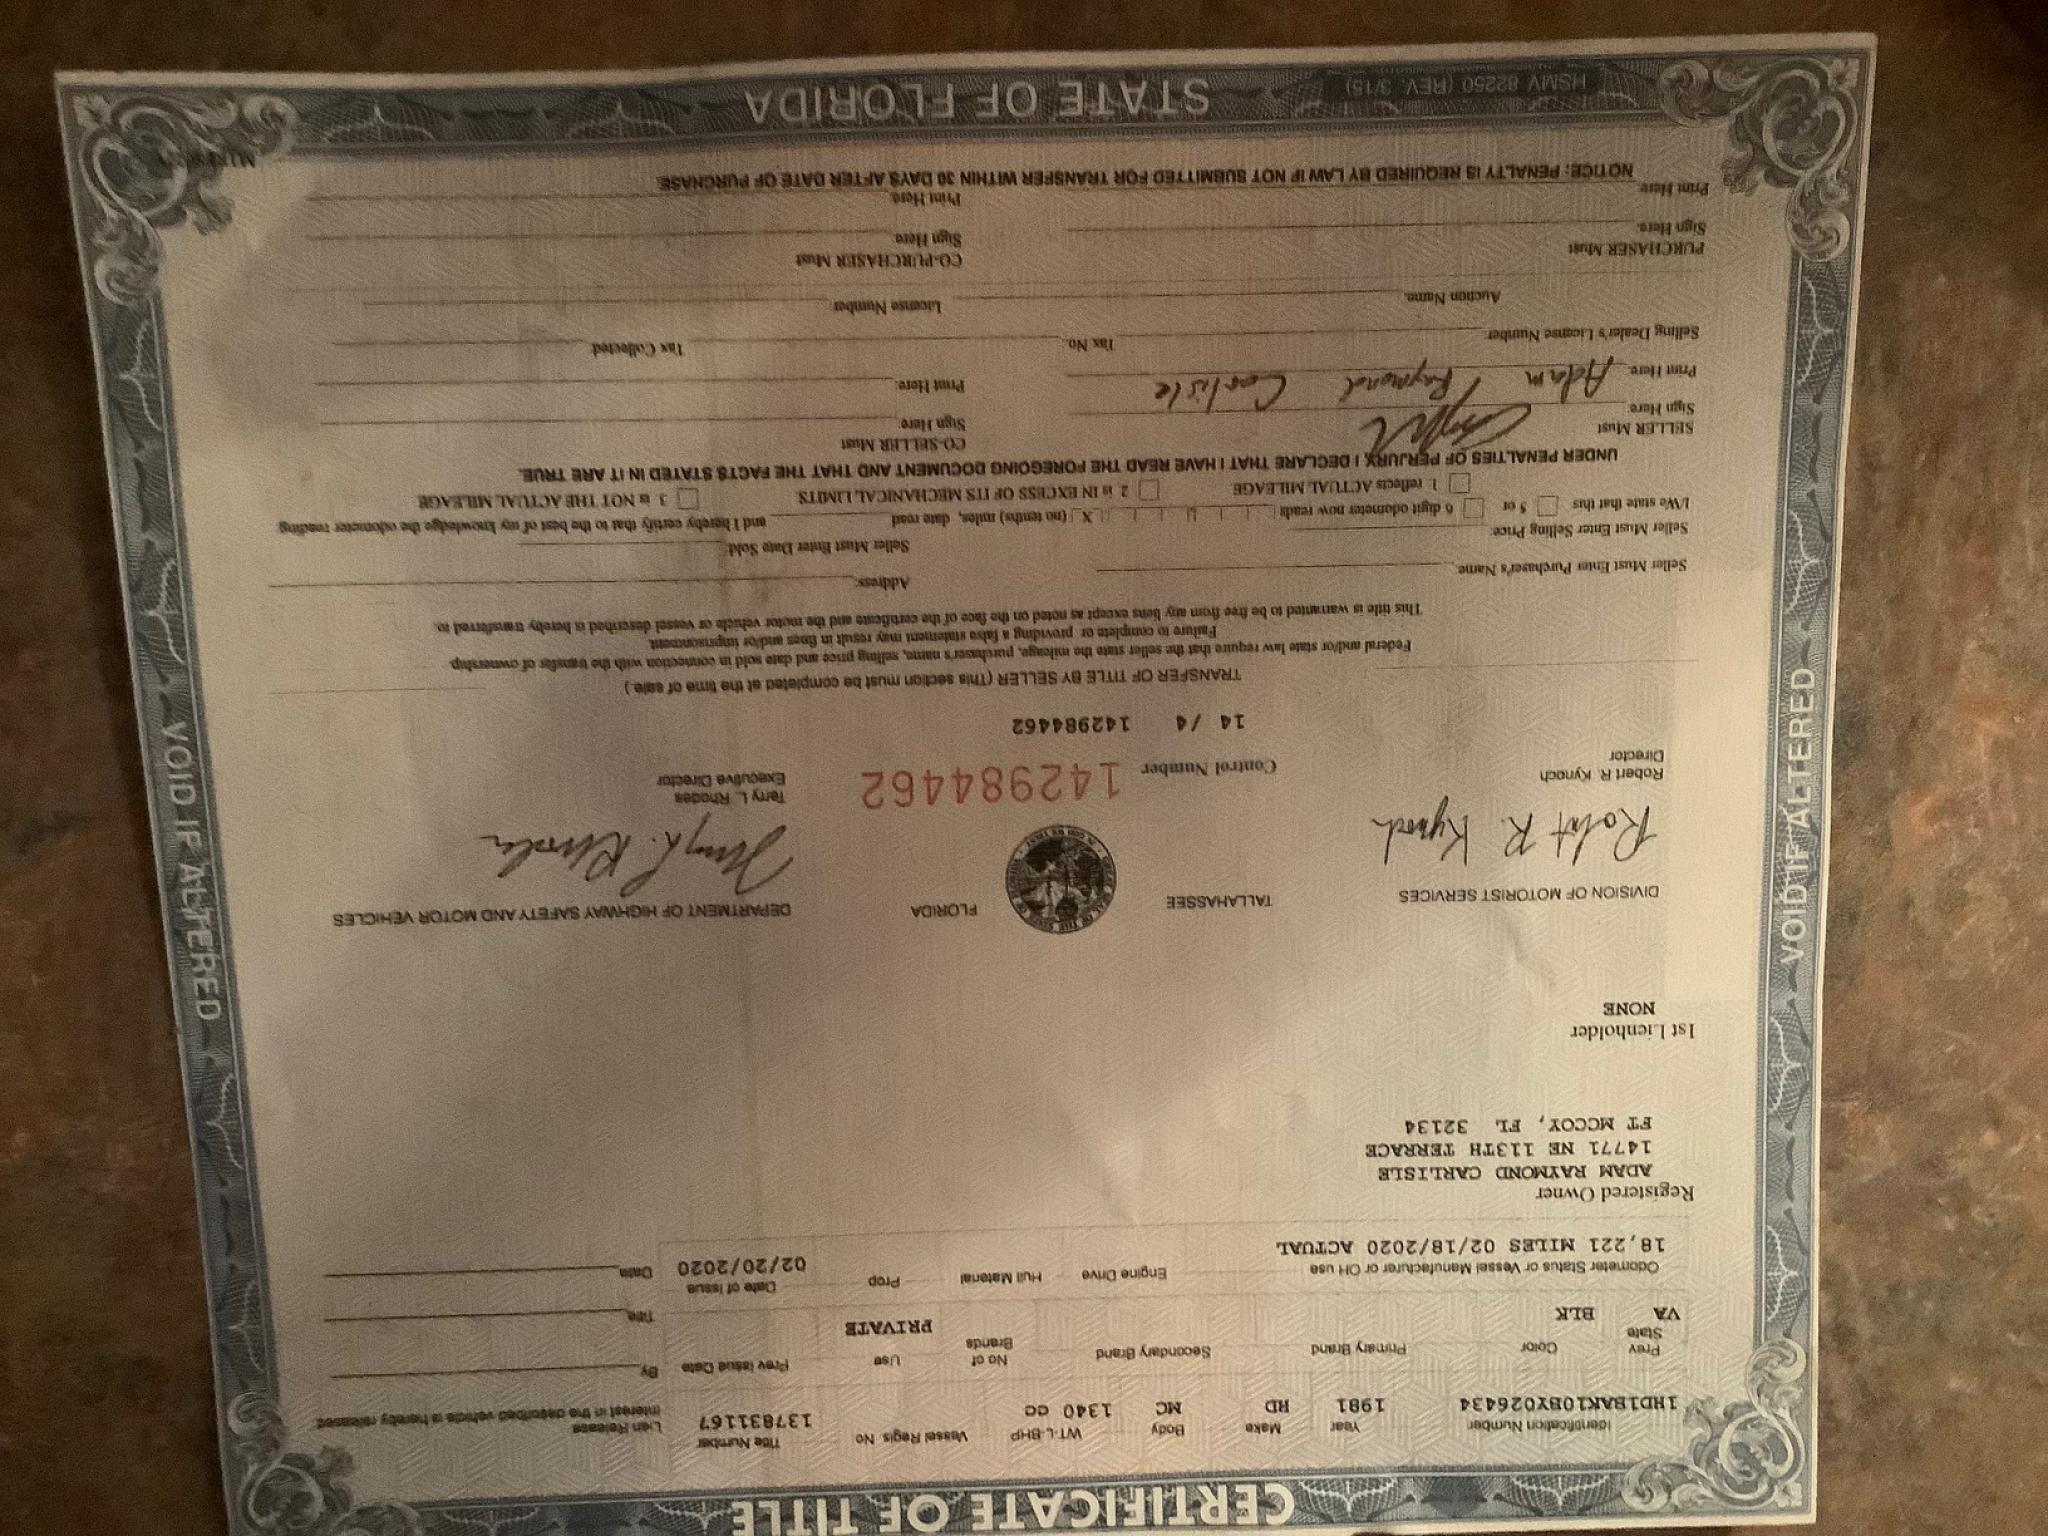 CERTIFICATE OF TITLE
Identification Number Year Make Body WT-L-BHP Vessel Regis. No Title Number
1HD1BAK10BY026434 1981 HD MC 1340 CC 137831167
Lien Release
Interest in the described vehicle is hereby released
Prev State Color Primary Brand Secondary Brand No of Brands Use Prev Issue Date
VA BLK PRIVATE
By
Title
Odometer Status or Vessel Manufacturer or OH use Engine Drive Hull Material Prop Date of Issue
18,221 MILES 02/18/2020 ACTUAL 02/20/2020
Date
Registered Owner
ADAM RAYMOND CARLISLE
14771 NE 113TH TERRACE
FT MCCOY, FL 32134
1st Lienholder
NONE
DIVISION OF MOTORIST SERVICES TALLAHASSEE FLORIDA DEPARTMENT OF HIGHWAY SAFETY AND MOTOR VEHICLES
Robert R. Kynoch Terry L. Rhodes
Robert R. Kynoch Control Number 142984462 Terry L. Rhodes
Director Executive Director
14 /4 142984462
TRANSFER OF TITLE BY SELLER (This section must be completed at the time of sale.)
Federal and/or state law require that the seller state the mileage, purchaser's name, selling price and date sold in connection with the transfer of ownership.
Failure to complete or providing a false statement may result in fines and/or imprisonment
This title is warranted to be free from any liens except as noted on the face of the certificate and the motor vehicle or vessel described is hereby transferred to:
Seller Must Enter Purchaser's Name: Address:
Seller Must Enter Selling Price: Seller Must Enter Date Sold:
I/We state that this 5 or 6 digit odometer now reads X (no tenths) miles, date read and I hereby certify that to the best of my knowledge the odometer reading
1 reflects ACTUAL MILEAGE 2 is IN EXCESS OF ITS MECHANICAL LIMITS 3 is NOT THE ACTUAL MILEAGE
UNDER PENALTIES OF PERJURY, I DECLARE THAT I HAVE READ THE FOREGOING DOCUMENT AND THAT THE FACTS STATED IN IT ARE TRUE.
SELLER Must Sign Here: CO-SELLER Must Sign Here:
Print Here: Adam Raymond Carlisle Print Here:
Selling Dealer's License Number: Tax No. Tax Collected:
Auction Name: License Number:
PURCHASER Must Sign Here: CO-PURCHASER Must Sign Here:
Print Here: Print Here:
NOTICE: PENALTY IS REQUIRED BY LAW IF NOT SUBMITTED FOR TRANSFER WITHIN 30 DAYS AFTER DATE OF PURCHASE
HSMV 82250 (REV. 3/15) STATE OF FLORIDA
VOID IF ALTERED
VOID IF ALTERED